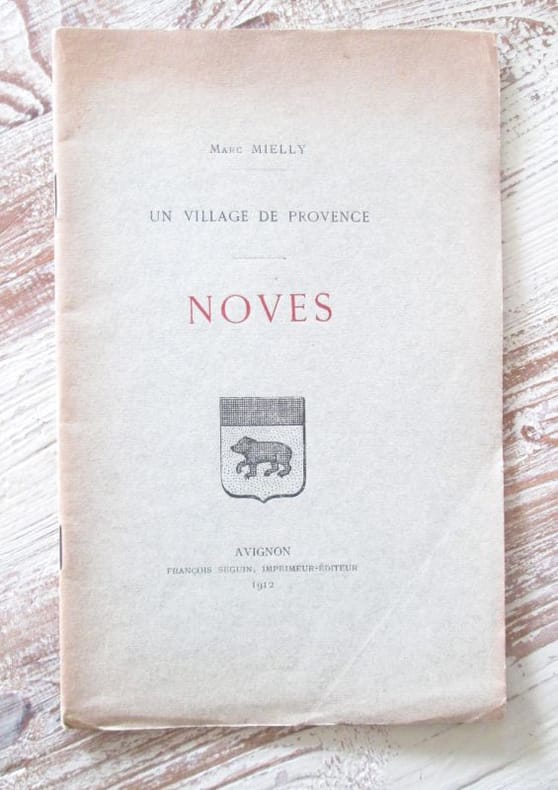 Marc MIELLY
UN VILLAGE DE PROVENCE
NOVES
AVIGNON
FRANÇOIS SEGUIN, IMPRIMEUR-ÉDITEUR
1912